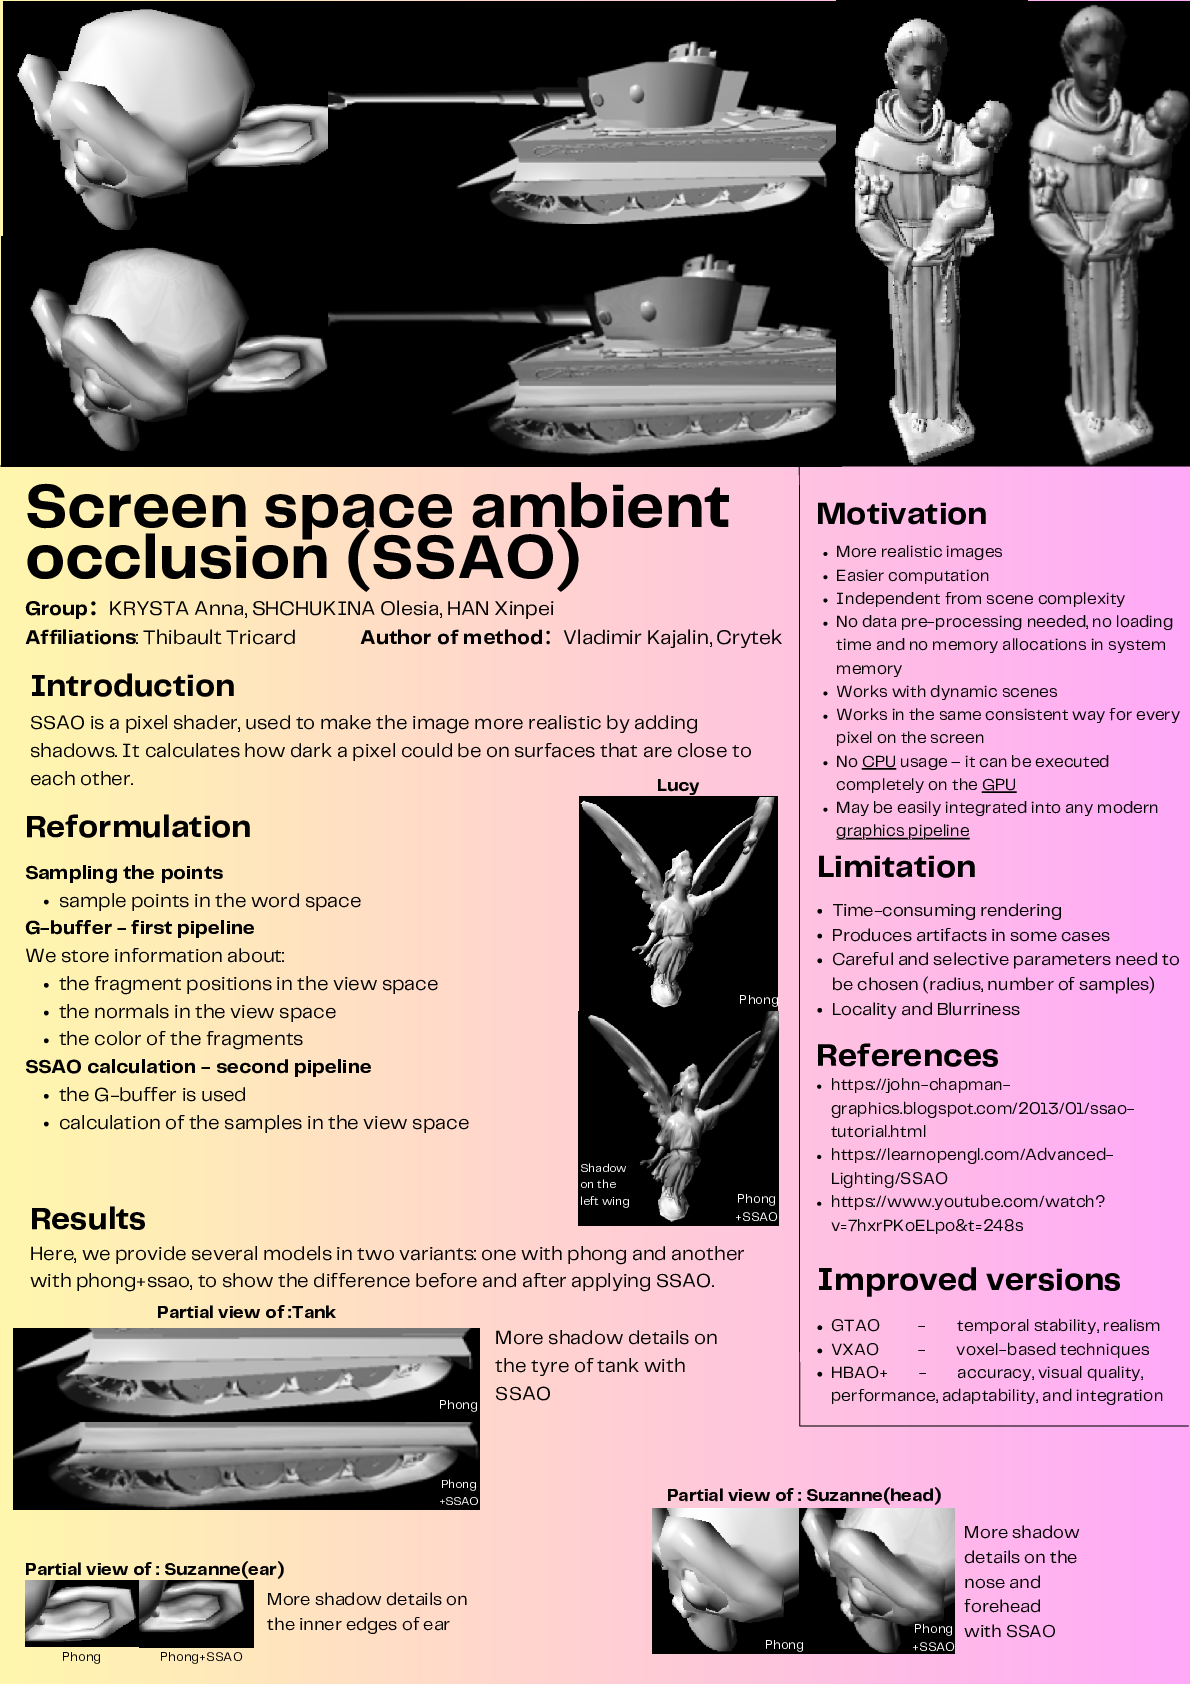 Screen space ambient
occlusion (SSAO)
Group: KRYSTA Anna, SHCHUKINA Olesia, HAN Xinpei
Affiliations: Thibault Tricard
Author of method: Vladimir Kajalin, Crytek
Introduction
SSAO is a pixel shader, used to make the image more realistic by adding
shadows. It calculates how dark a pixel could be on surfaces that are close to
each other.
Reformulation
Sampling the points
• sample points in the word space
G-buffer - first pipeline
We store information about:
• the fragment positions in the view space
• the normals in the view space
• the color of the fragments
SSAO calculation - second pipeline
• the G-buffer is used
• calculation of the samples in the view space
Lucy
Phong
Shadow
on the
left wing
Phong
+SSAO
Results
Here, we provide several models in two variants: one with phong and another
with phong+ssao, to show the difference before and after applying SSAO.
Partial view of :Tank
Phong
Phong
+SSAO
More shadow details on
the tyre of tank with
SSAO
Partial view of : Suzanne(ear)
Phong
Phong+SSAO
More shadow details on
the inner edges of ear
Partial view of : Suzanne(head)
Phong
Phong
+SSAO
More shadow
details on the
nose and
forehead
with SSAO
Motivation
• More realistic images
• Easier computation
• Independent from scene complexity
• No data pre-processing needed, no loading
time and no memory allocations in system
memory
• Works with dynamic scenes
• Works in the same consistent way for every
pixel on the screen
• No CPU usage – it can be executed
completely on the GPU
• May be easily integrated into any modern
graphics pipeline
Limitation
• Time-consuming rendering
• Produces artifacts in some cases
• Careful and selective parameters need to
be chosen (radius, number of samples)
• Locality and Blurriness
References
• https://john-chapman-
graphics.blogspot.com/2013/01/ssao-
tutorial.html
• https://learnopengl.com/Advanced-
Lighting/SSAO
• https://www.youtube.com/watch?
v=7hxrPKoELpo&t=248s
Improved versions
• GTAO - temporal stability, realism
• VXAO - voxel-based techniques
• HBAO+ - accuracy, visual quality,
performance, adaptability, and integration